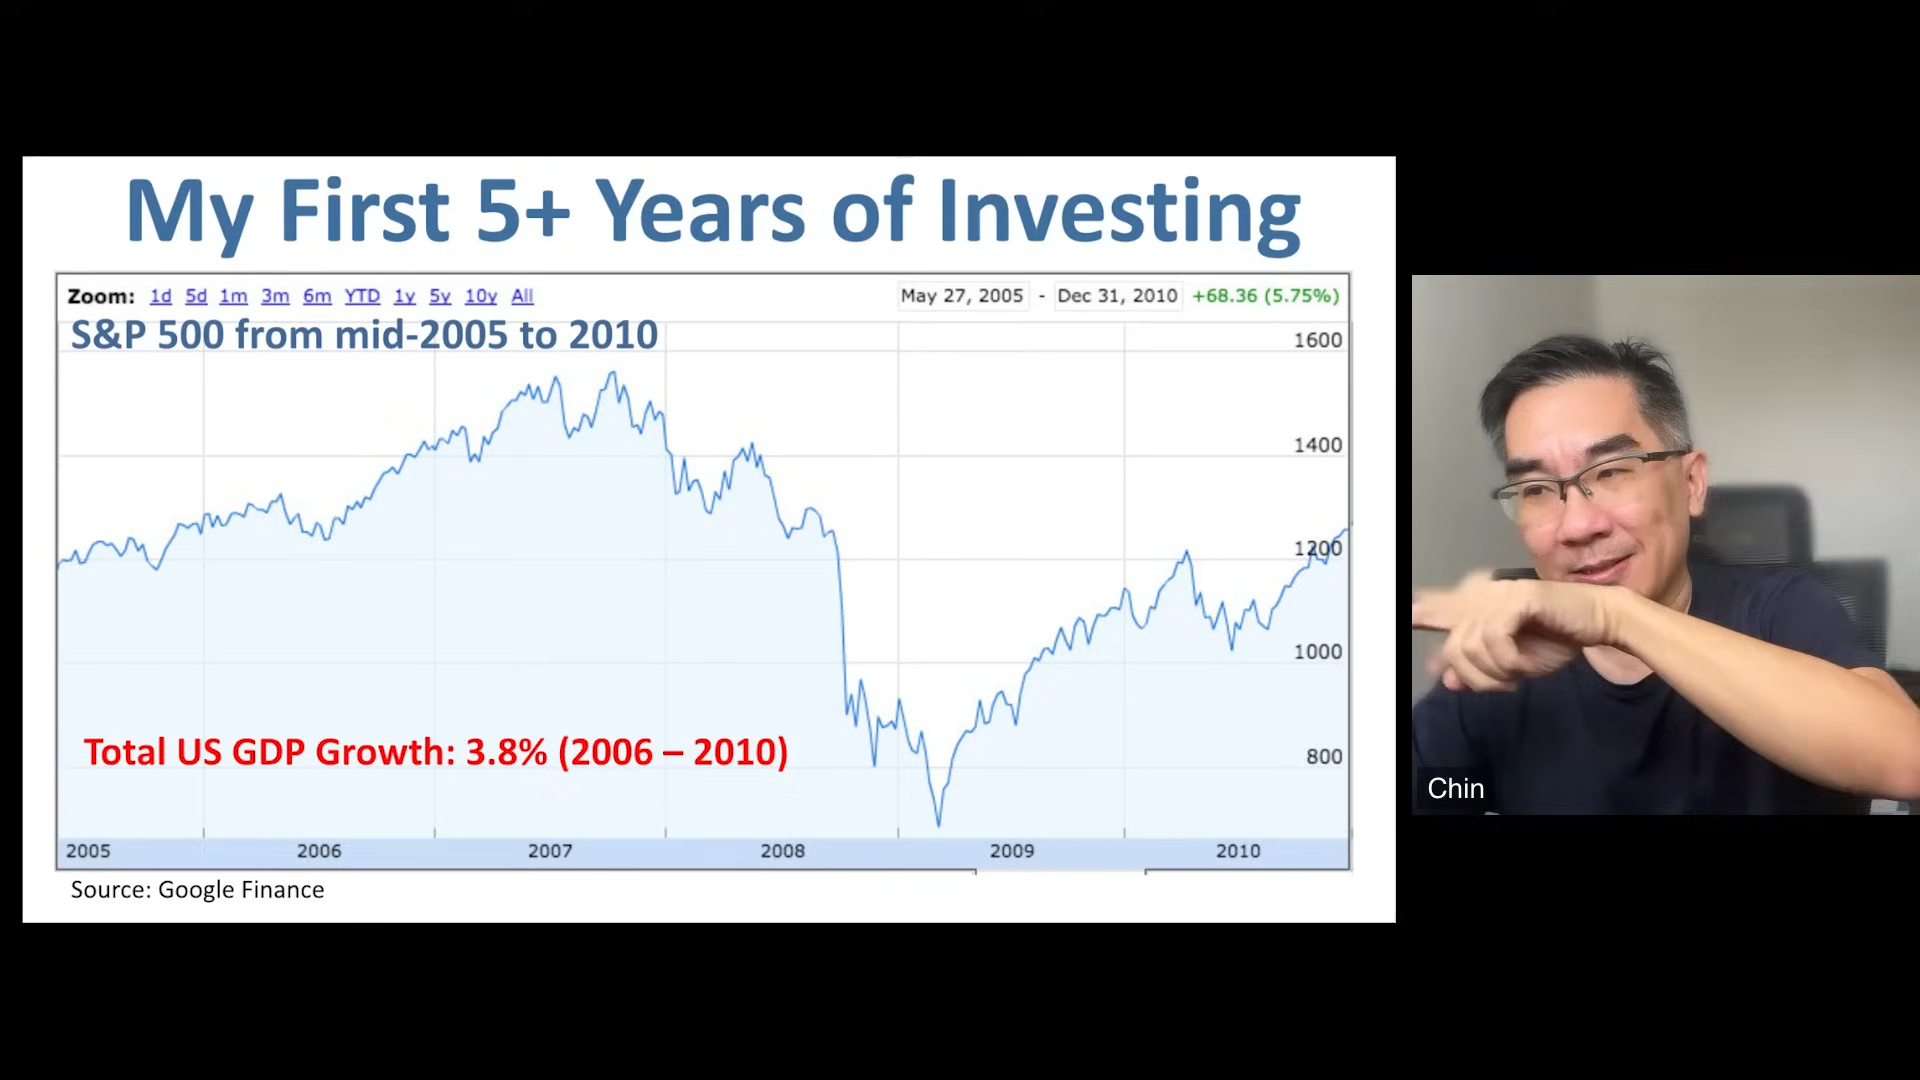 My First 5+ Years of Investing
Zoom: 1d 5d 1m 3m 6m YTD 1y 5y 10y All May 27, 2005 - Dec 31, 2010 +68.36 (5.75%)
S&P 500 from mid-2005 to 2010
1600
1400
1200
1000
Total US GDP Growth: 3.8% (2006 – 2010)
800
2005 2006 2007 2008 2009 2010
Source: Google Finance
Chin